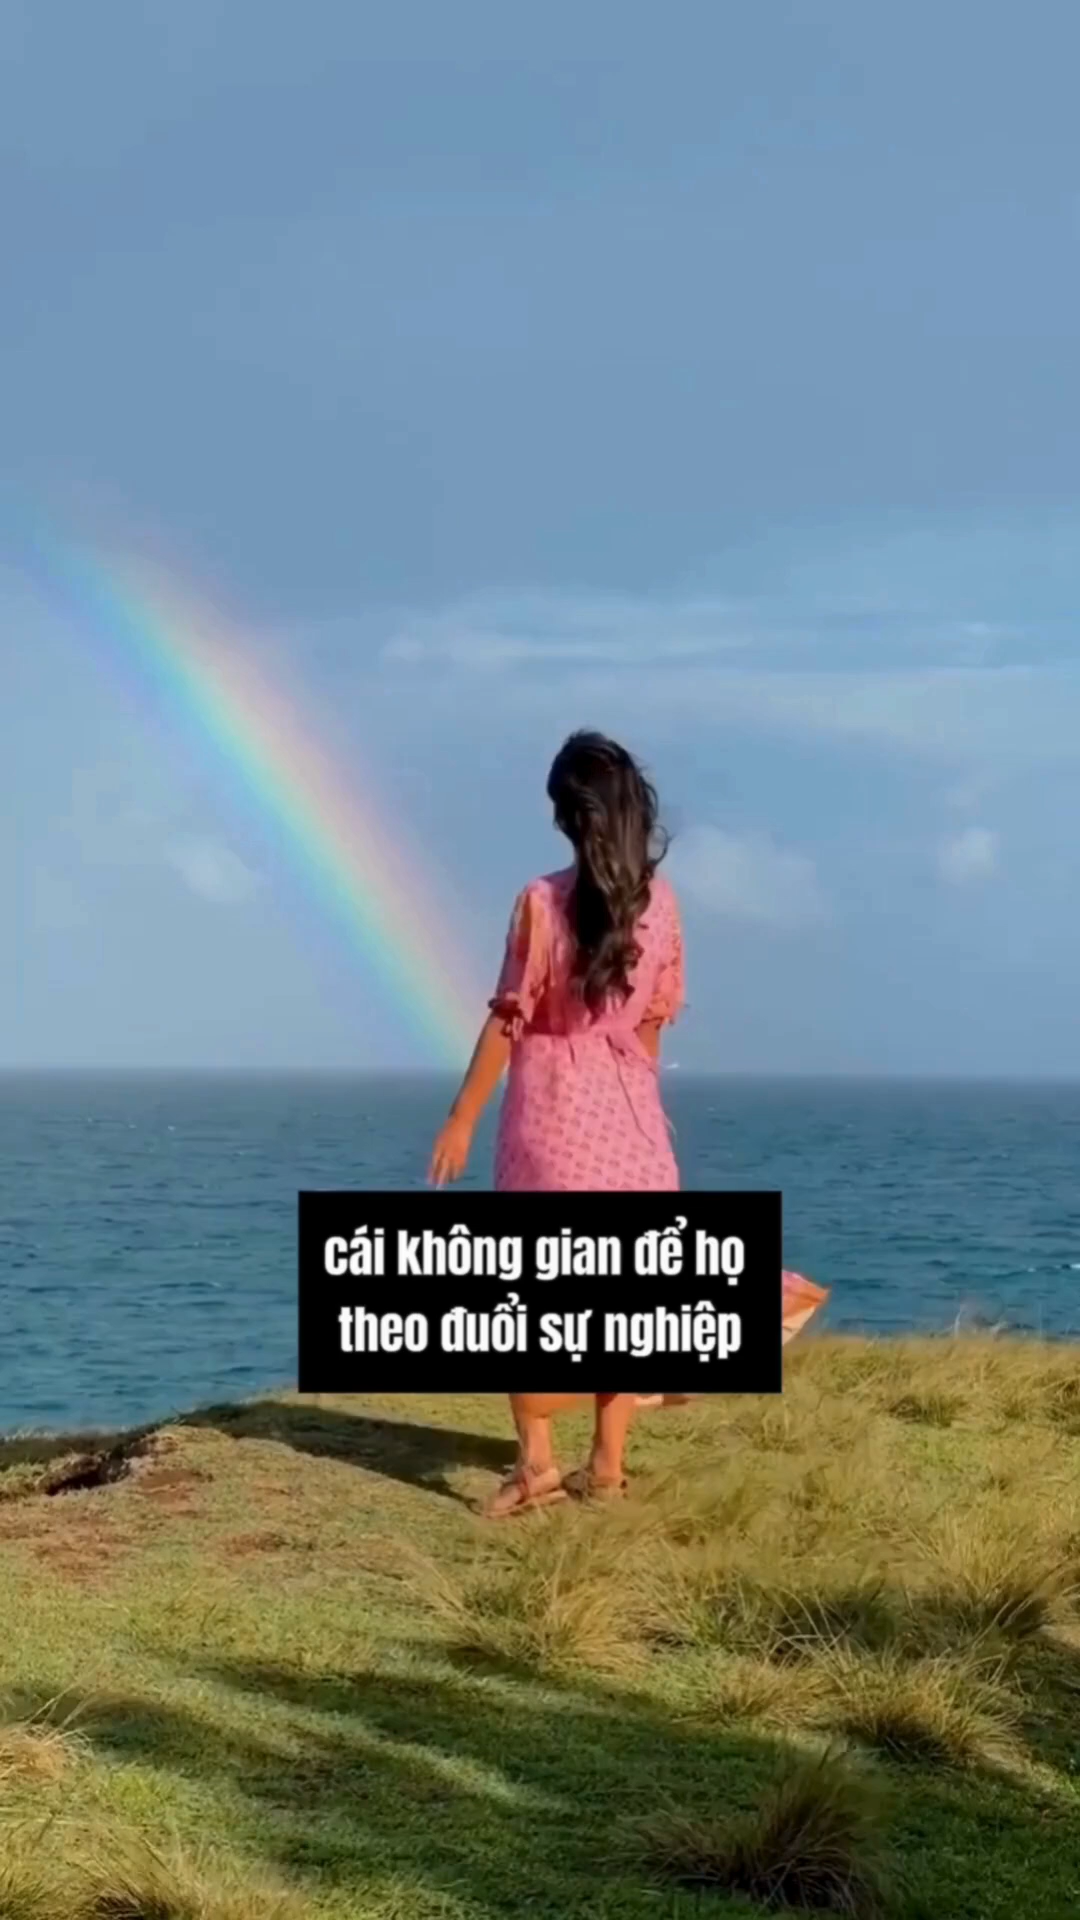 cái không gian để họ
theo đuổi sự nghiệp